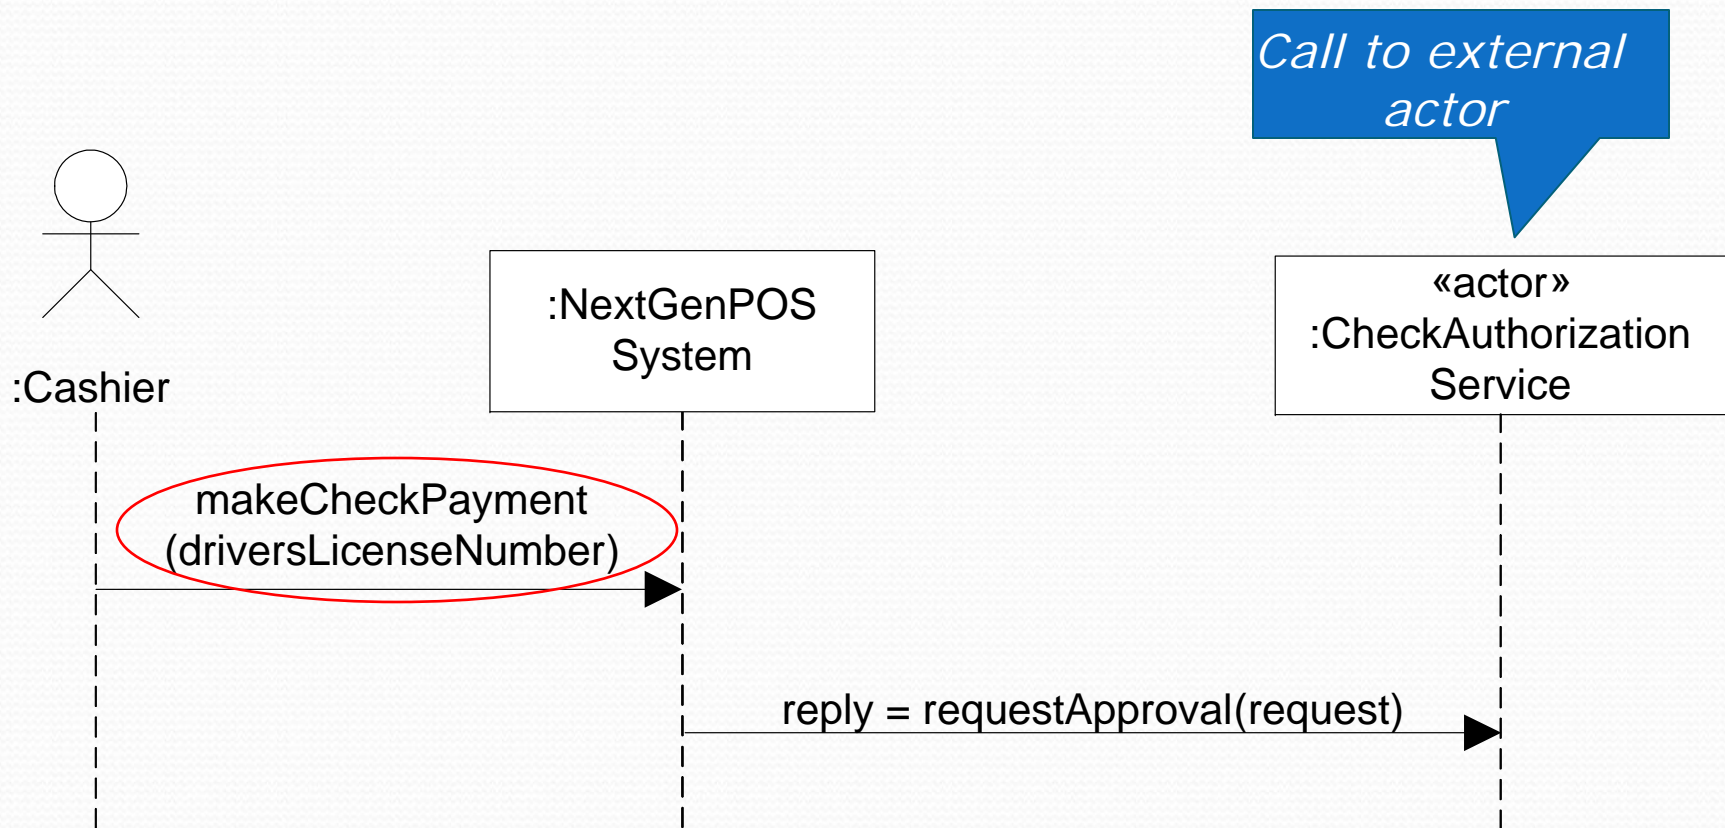 Call to external
actor
:NextGenPOS
System
«actor»
:CheckAuthorization
Service
:Cashier
makeCheckPayment
(driversLicenseNumber)
reply = requestApproval(request)